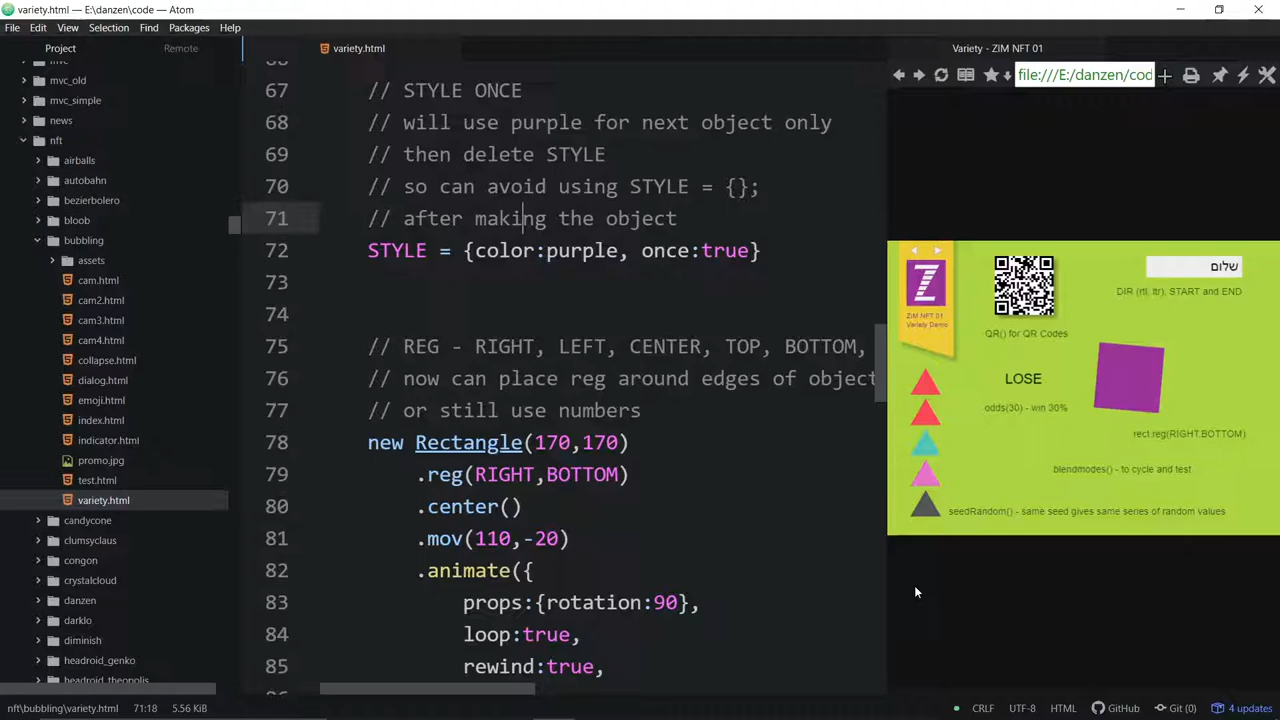 variety.html — E:\danzen\code — Atom
File Edit View Selection Find Packages Help
Project Remote
mvc_old
mvc_simple
news
nft
airballs
autobahn
bezierbolero
bloob
bubbling
assets
cam.html
cam2.html
cam3.html
cam4.html
collapse.html
dialog.html
emoji.html
index.html
indicator.html
promo.jpg
test.html
variety.html
candycone
clumsyclaus
congon
crystalcloud
danzen
darklo
diminish
headroid_genko
headroid_theopolis
variety.html
67 // STYLE ONCE
68 // will use purple for next object only
69 // then delete STYLE
70 // so can avoid using STYLE = {};
71 // after making the object
72 STYLE = {color:purple, once:true}
73
74
75 // REG - RIGHT, LEFT, CENTER, TOP, BOTTOM,
76 // now can place reg around edges of object
77 // or still use numbers
78 new Rectangle(170,170)
79 .reg(RIGHT,BOTTOM)
80 .center()
81 .mov(110,-20)
82 .animate({
83 props:{rotation:90},
84 loop:true,
85 rewind:true,
Variety - ZIM NFT 01
file:///E:/danzen/cod
Z
ZIM NFT 01
Variety Demo
QR() for QR Codes
שלום
DIR (rtl, ltr), START and END
LOSE
odds(30) - win 30%
rect.reg(RIGHT,BOTTOM)
blendmodes() - to cycle and test
seedRandom() - same seed gives same series of random values
nft\bubbling\variety.html 71:18 5.56 KiB CRLF UTF-8 HTML GitHub Git (0) 4 updates